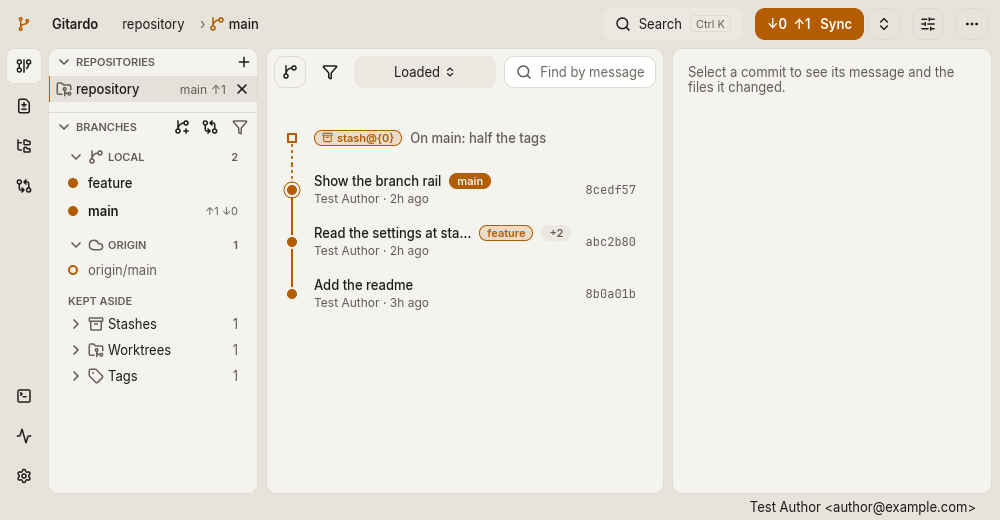 Gitardo repository › main Search Ctrl K ↓0 ↑1 Sync
REPOSITORIES
repository main ↑1
BRANCHES
LOCAL 2
feature
main ↑1 ↓0
ORIGIN 1
origin/main
KEPT ASIDE
Stashes 1
Worktrees 1
Tags 1
Loaded Find by message
stash@{0} On main: half the tags
Show the branch rail main
Test Author · 2h ago 8cedf57
Read the settings at sta... feature +2
Test Author · 2h ago abc2b80
Add the readme
Test Author · 3h ago 8b0a01b
Select a commit to see its message and the
files it changed.
Test Author <author@example.com>